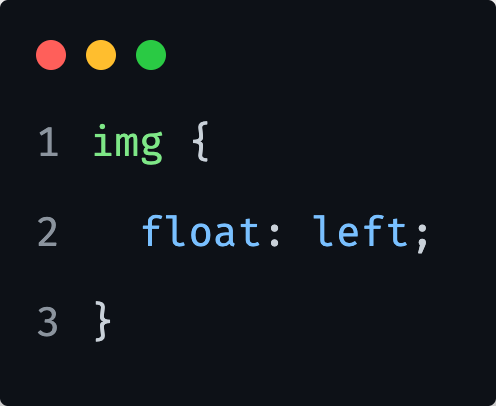 1 img {
2   float: left;
3 }